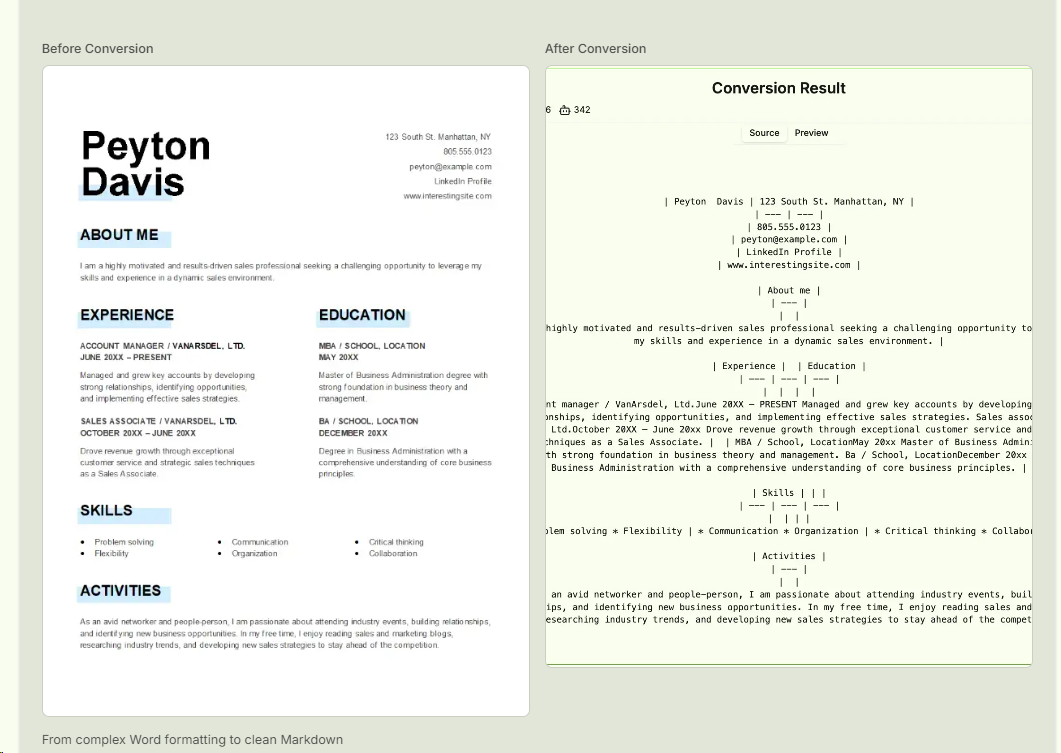 Before Conversion
Peyton
Davis
123 South St. Manhattan, NY
805.555.0123
peyton@example.com
LinkedIn Profile
www.interestingsite.com
ABOUT ME
I am a highly motivated and results-driven sales professional seeking a challenging opportunity to leverage my
skills and experience in a dynamic sales environment.
EXPERIENCE
ACCOUNT MANAGER / VANARSDEL, LTD.
JUNE 20XX – PRESENT
Managed and grew key accounts by developing
strong relationships, identifying opportunities,
and implementing effective sales strategies.
SALES ASSOCIATE / VANARSDEL, LTD.
OCTOBER 20XX – JUNE 20XX
Drove revenue growth through exceptional
customer service and strategic sales techniques
as a Sales Associate.
EDUCATION
MBA / SCHOOL, LOCATION
MAY 20XX
Master of Business Administration degree with
strong foundation in business theory and
management.
BA / SCHOOL, LOCATION
DECEMBER 20XX
Degree in Business Administration with a
comprehensive understanding of core business
principles.
SKILLS
• Problem solving
• Flexibility
• Communication
• Organization
• Critical thinking
• Collaboration
ACTIVITIES
As an avid networker and people-person, I am passionate about attending industry events, building relationships,
and identifying new business opportunities. In my free time, I enjoy reading sales and marketing blogs,
researching industry trends, and developing new sales strategies to stay ahead of the competition.
From complex Word formatting to clean Markdown
After Conversion
Conversion Result
6 342
Source Preview
| Peyton  Davis | 123 South St. Manhattan, NY |
| --- | --- |
| 805.555.0123 |
| peyton@example.com |
| LinkedIn Profile |
| www.interestingsite.com |
| About me |
| --- |
|  |
highly motivated and results-driven sales professional seeking a challenging opportunity to
my skills and experience in a dynamic sales environment. |
| Experience |  | Education |
| --- | --- | --- |
|  |  |  |
nt manager / VanArsdel, Ltd.June 20XX – PRESENT Managed and grew key accounts by developing
onships, identifying opportunities, and implementing effective sales strategies. Sales assoc
Ltd.October 20XX – June 20xx Drove revenue growth through exceptional customer service and
chniques as a Sales Associate. |  | MBA / School, LocationMay 20xx Master of Business Admini
th strong foundation in business theory and management. Ba / School, LocationDecember 20xx
Business Administration with a comprehensive understanding of core business principles. |
| Skills | | |
| --- | --- | --- |
|  | | |
blem solving * Flexibility | * Communication * Organization | * Critical thinking * Collabor
| Activities |
| --- |
|  |
an avid networker and people-person, I am passionate about attending industry events, buil
ips, and identifying new business opportunities. In my free time, I enjoy reading sales and
esearching industry trends, and developing new sales strategies to stay ahead of the compet